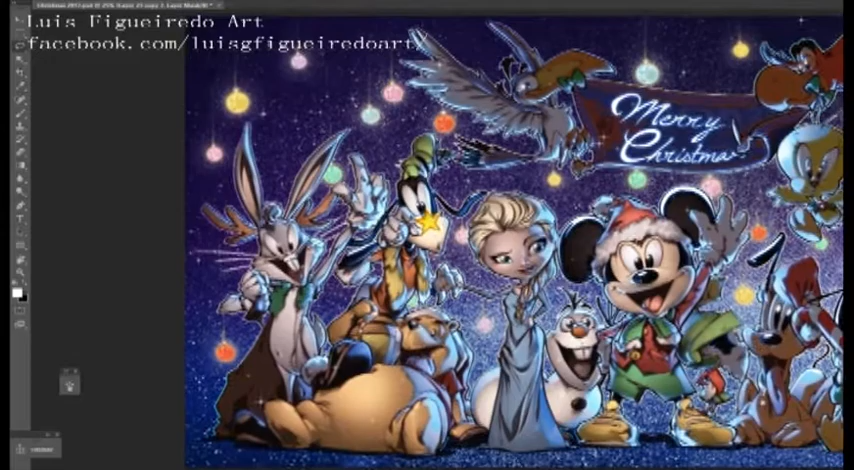 Luis Figueiredo Art
facebook.com/luisgfigueiredoart/
Merry
Christmas